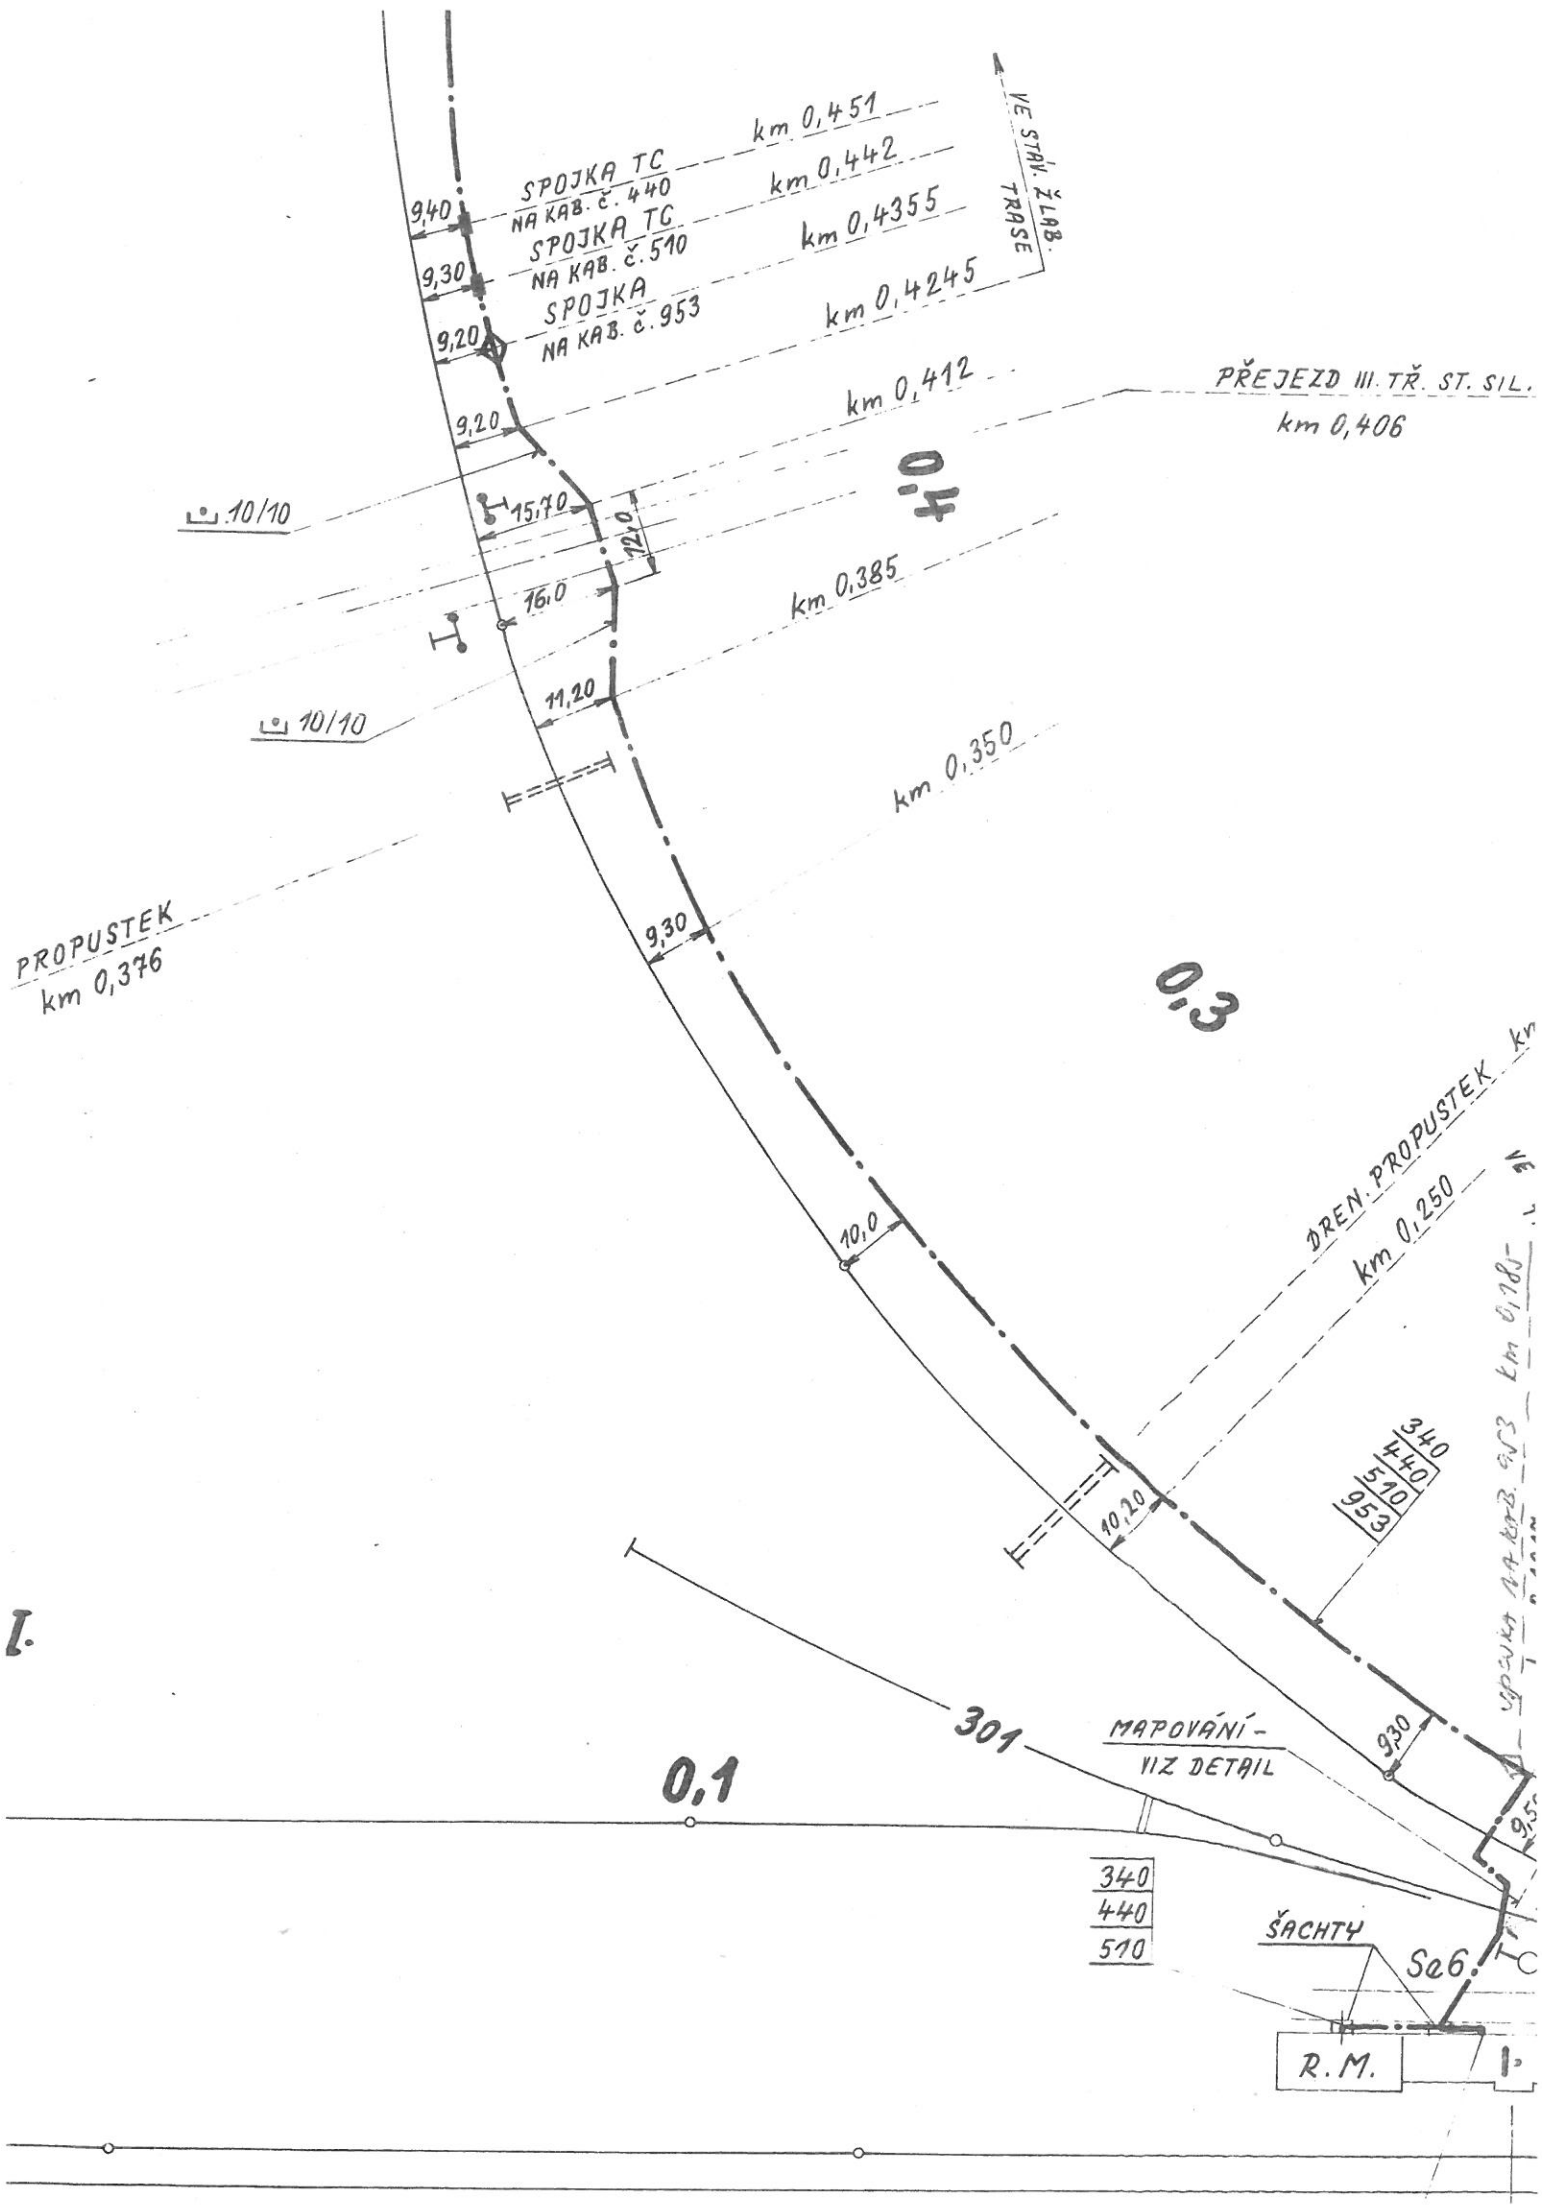 km 0,451
VE STÁV. ŽLAB.
TRASE
SPOJKA TC
NA KAB. č. 440
km 0,442
9,40
SPOJKA TC
NA KAB. č. 510
km 0,4355
9,30
SPOJKA
NA KAB. č. 953
km 0,4245
9,20
km 0,412
PŘEJEZD III. TŘ. ST. SIL.
km 0,406
9,20
0,4
10/10
15,70
12,0
km 0,385
16,0
11,20
10/10
km 0,350
PROPUSTEK
km 0,376
9,30
0,3
DREN. PROPUSTEK
km 0,250
10,0
km 0,185
340
440
510
953
10,20
I.
301
MAPOVÁNÍ -
VIZ DETAIL
9,30
0,1
9,5
340
440
510
ŠACHTY
Se6
R.M.